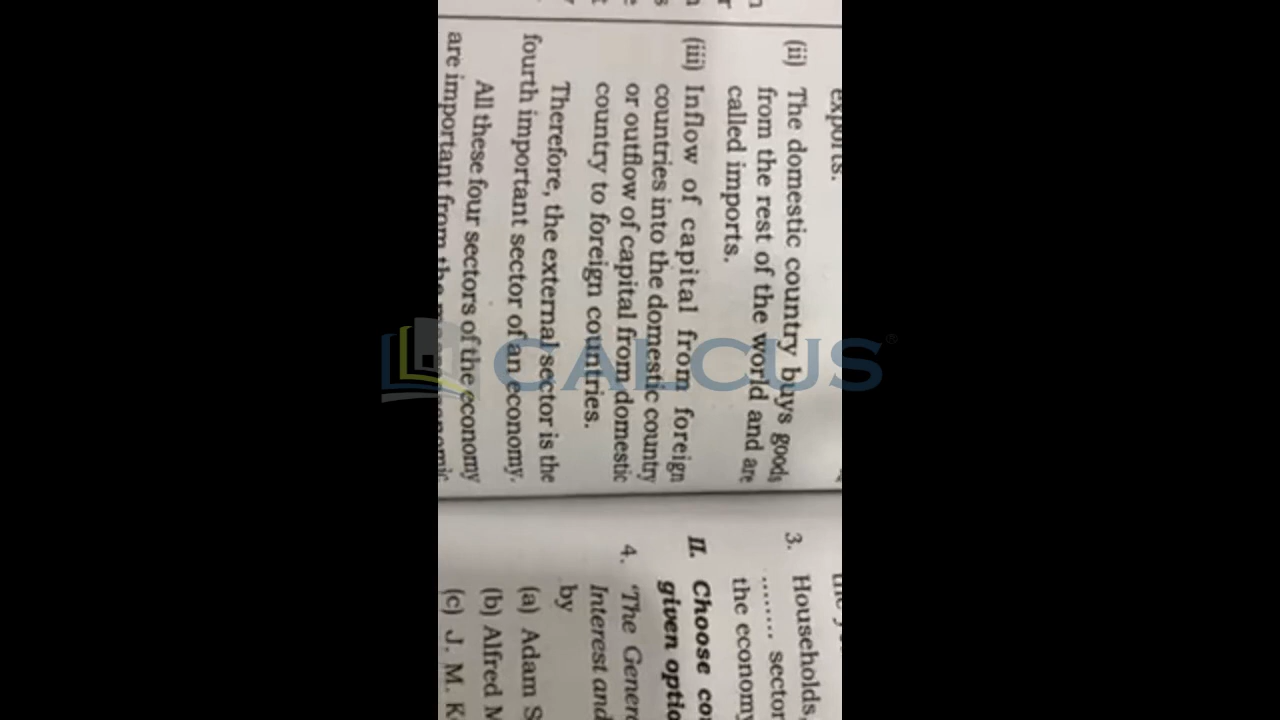 exports.
(ii) The domestic country buys goods
from the rest of the world and are
called imports.
(iii) Inflow of capital from foreign
countries into the domestic country
or outflow of capital from domestic
country to foreign countries.
Therefore, the external sector is the
fourth important sector of an economy.
All these four sectors of the economy
are important from the
3. Households,
........ sector
the economy
II. Choose
given
4. 'The
Interest and
by
(a) Adam S
(b) Alfred M
(c) J. M. K
CALCUS®